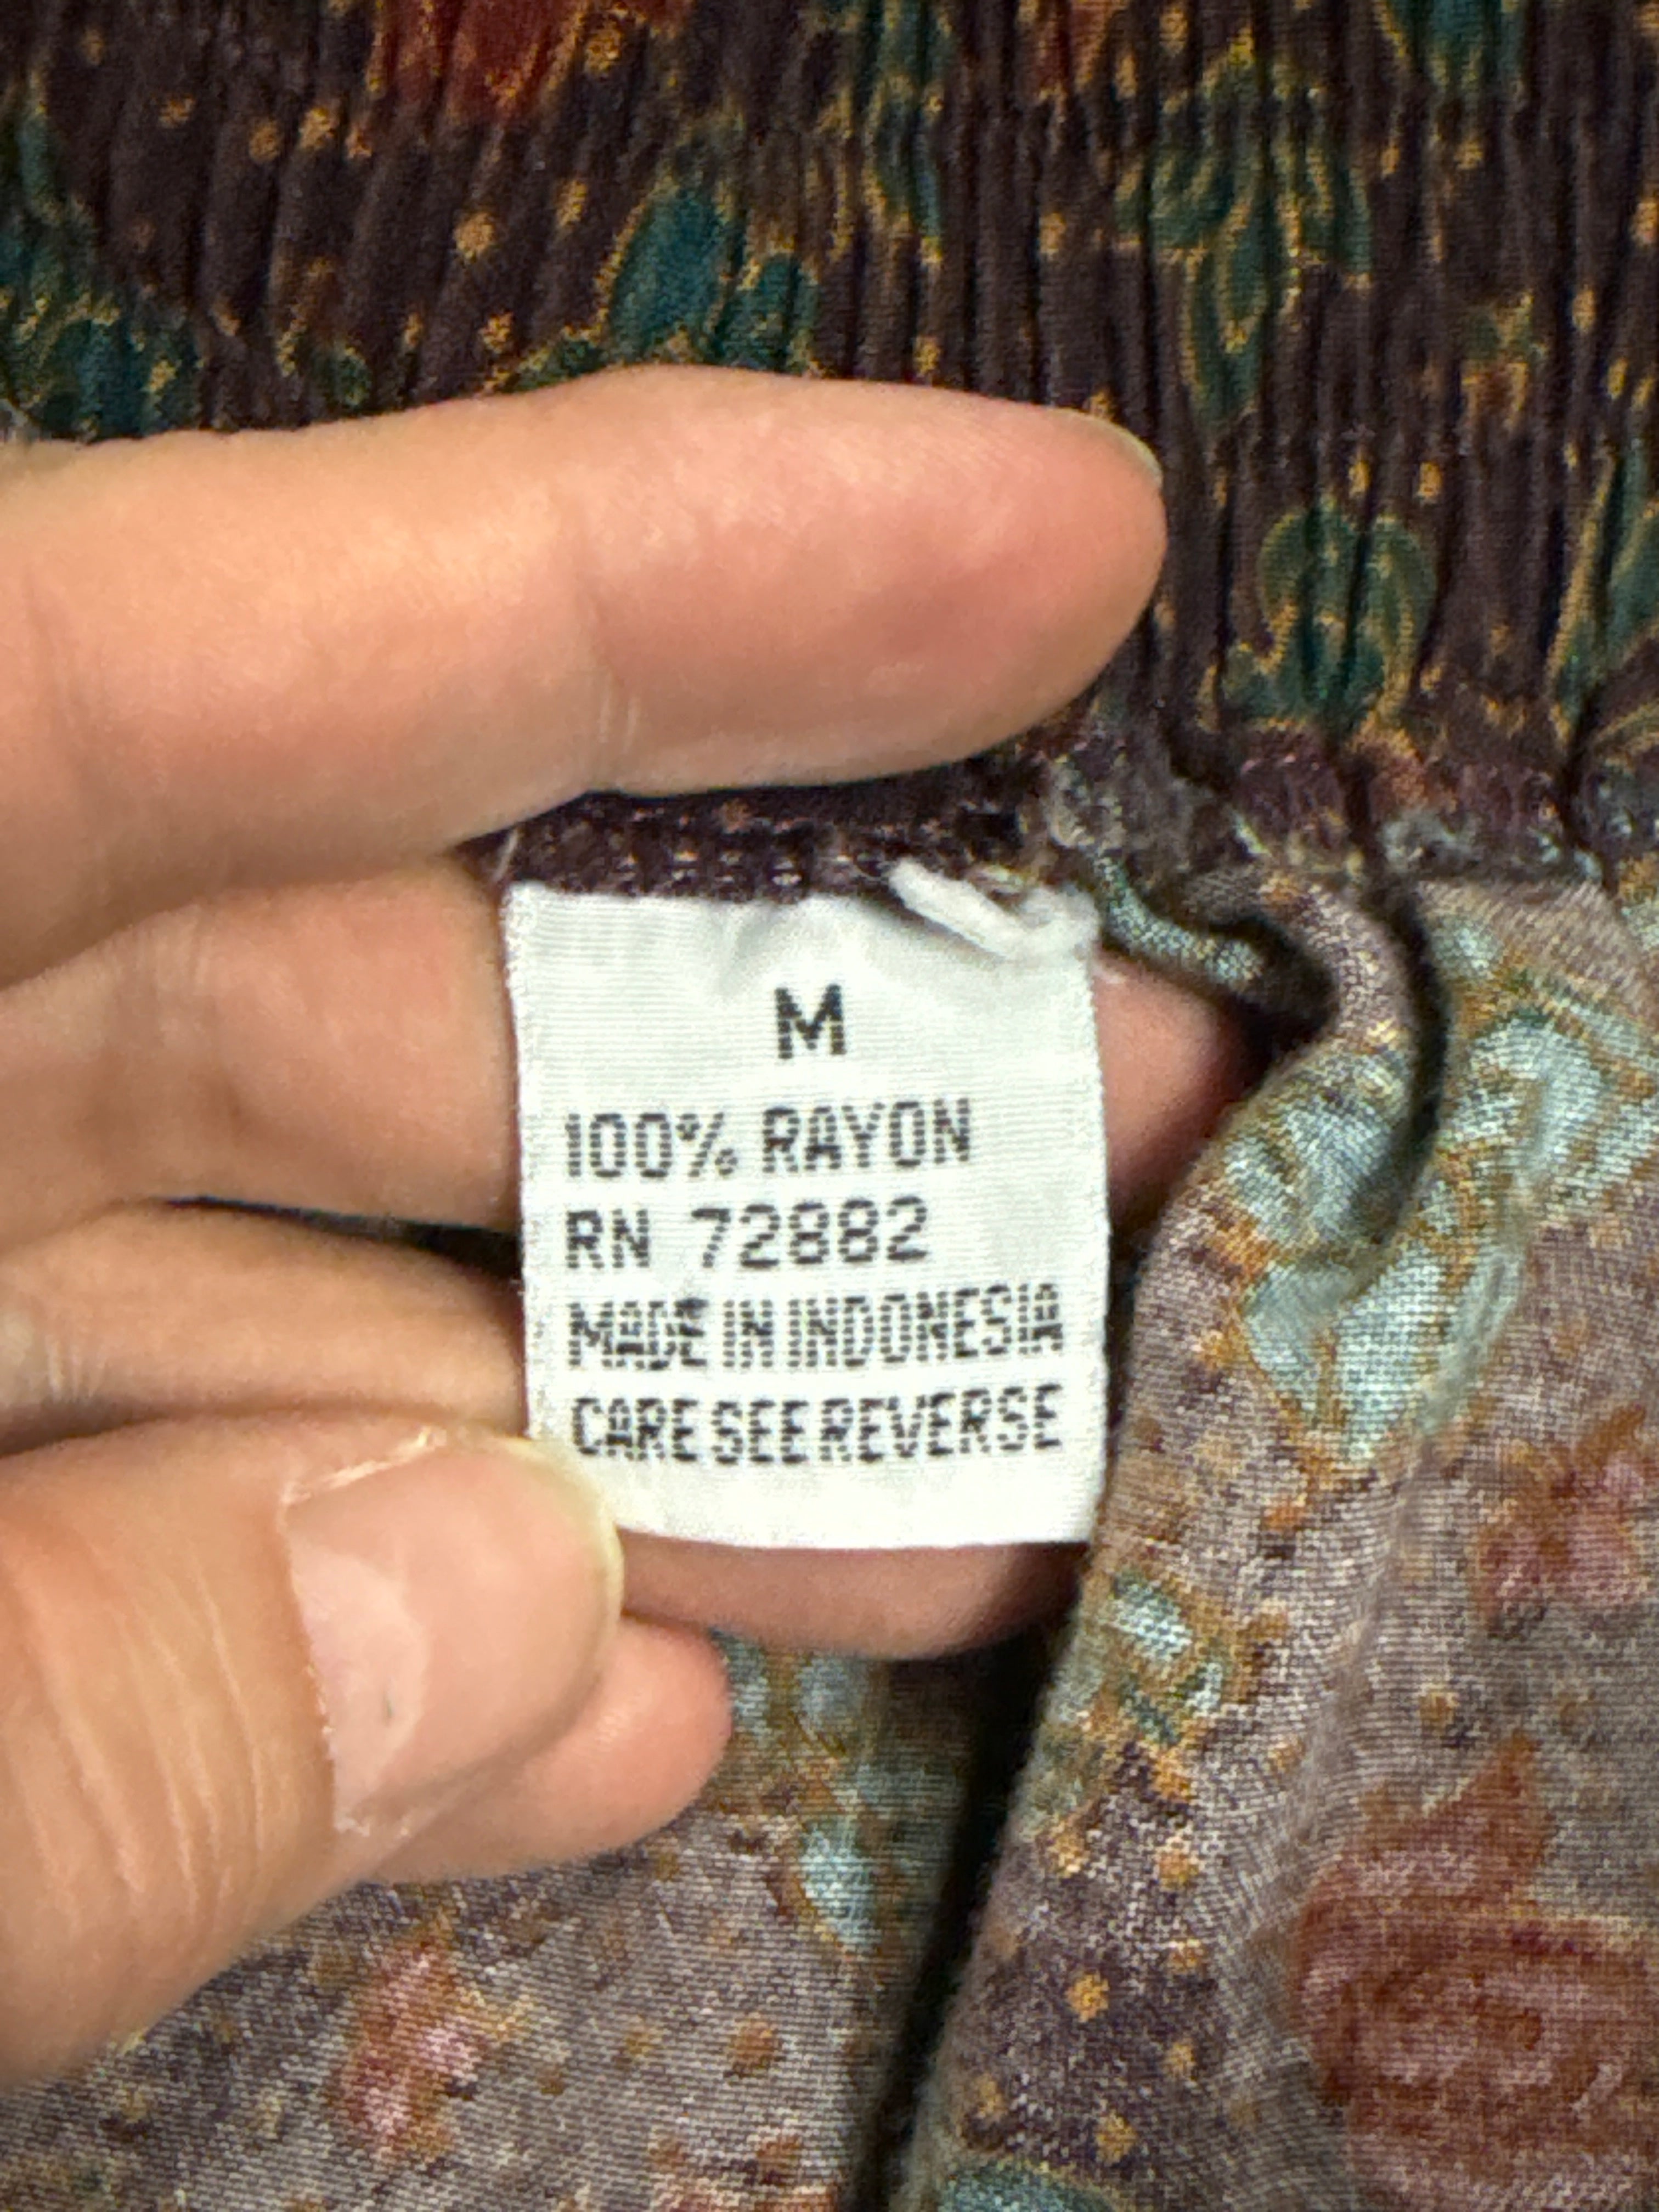 M
100% RAYON
RN 72882
MADE IN INDONESIA
CARE SEE REVERSE